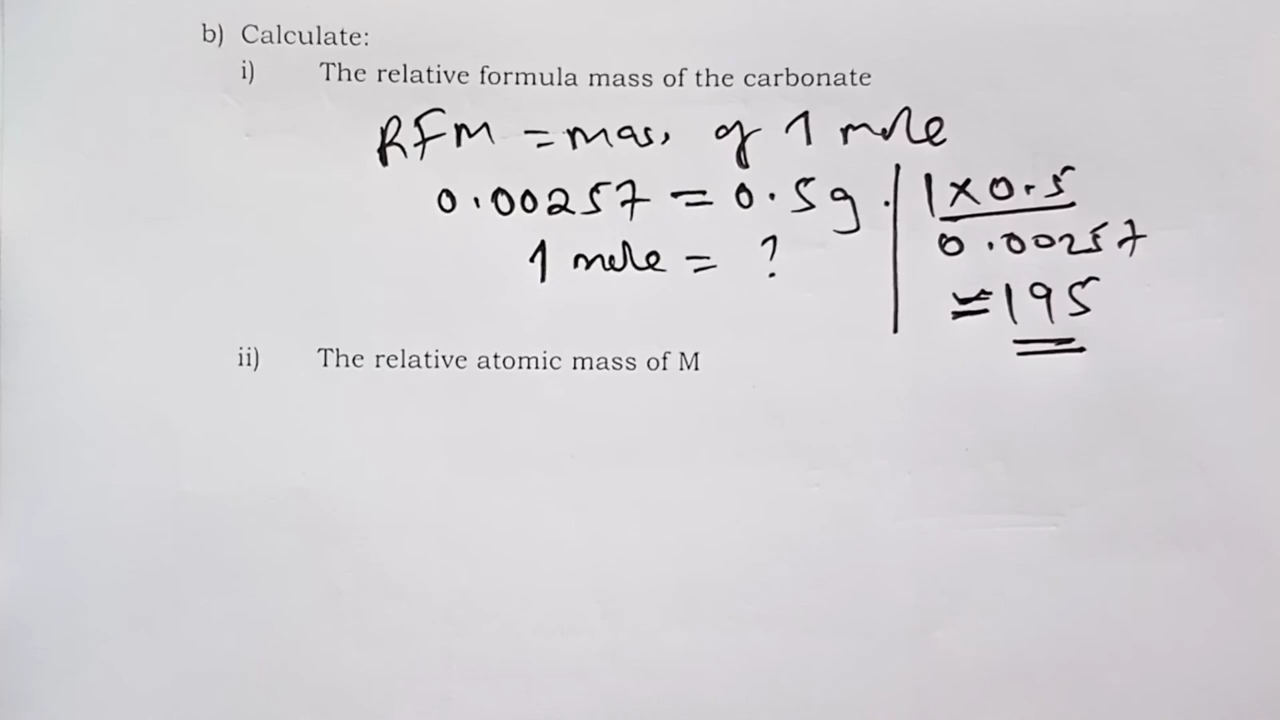 b) Calculate:
i) The relative formula mass of the carbonate
RFM = mass of 1 mole
0.00257 = 0.5g.
1 mole = ?
1 x 0.5
0.00257
= 195
ii) The relative atomic mass of M